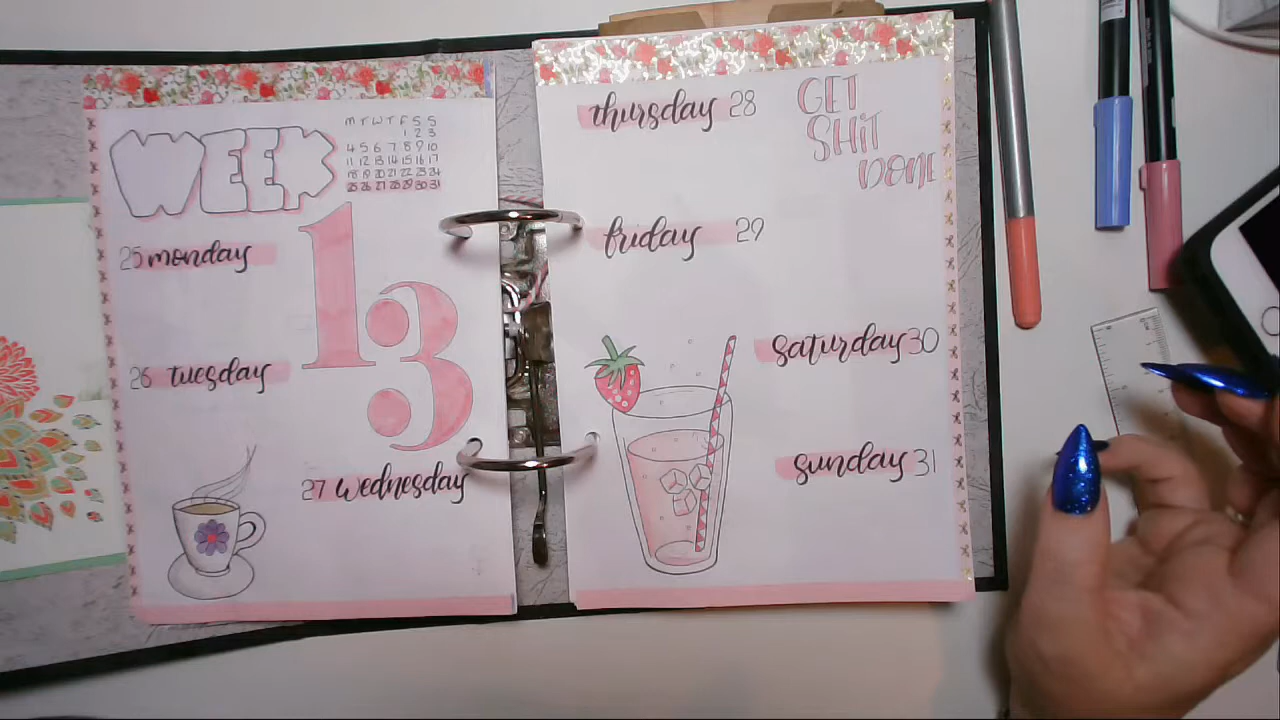 WEEK
13
M T W T F S S
1 2 3
4 5 6 7 8 9 10
11 12 13 14 15 16 17
18 19 20 21 22 23 24
25 26 27 28 29 30 31
25 monday
26 tuesday
27 wednesday
thursday 28
GET
SHIT
DONE
friday 29
saturday 30
sunday 31